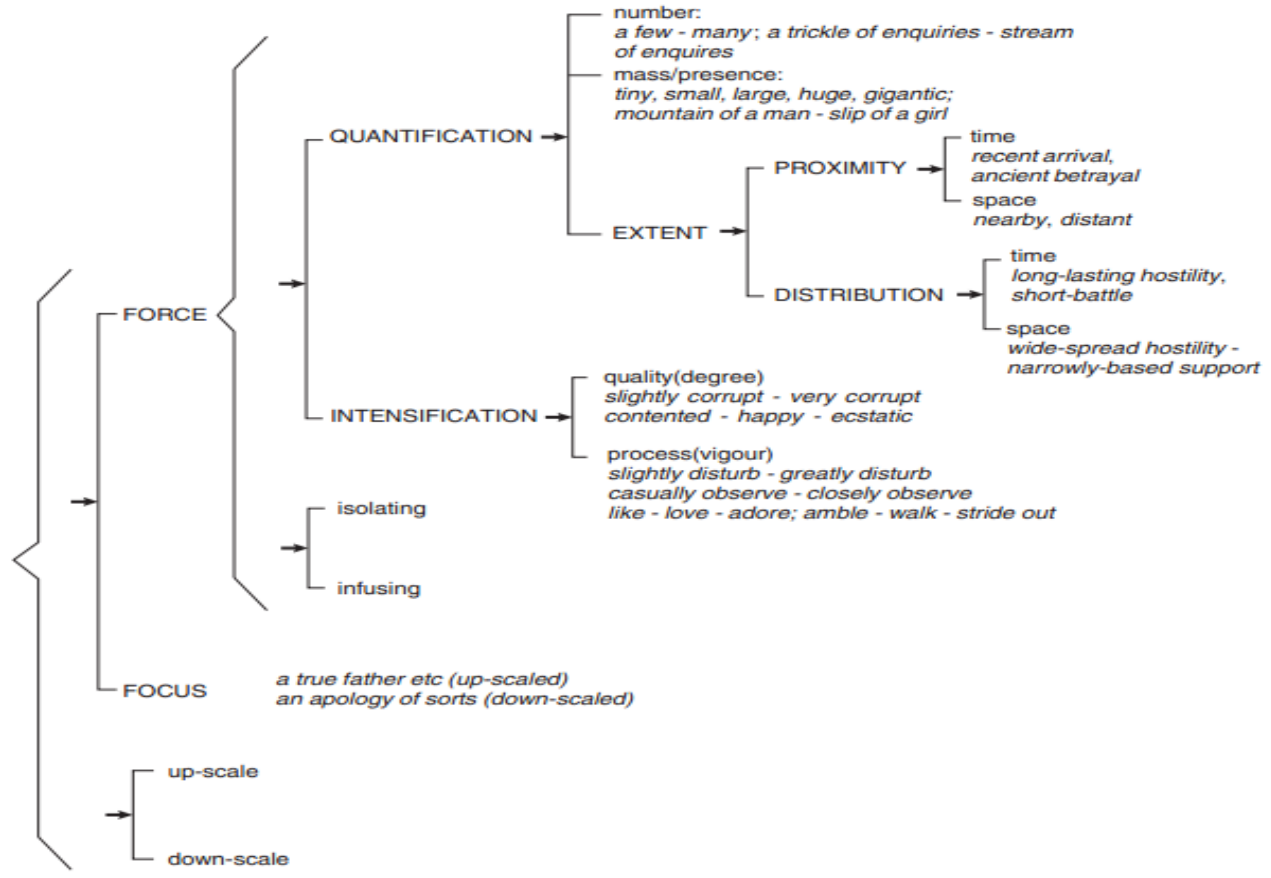 number:
a few - many; a trickle of enquiries - stream
of enquires
mass/presence:
tiny, small, large, huge, gigantic;
mountain of a man - slip of a girl
QUANTIFICATION
time
recent arrival,
ancient betrayal
PROXIMITY
space
nearby, distant
EXTENT
time
long-lasting hostility,
short-battle
DISTRIBUTION
space
wide-spread hostility -
narrowly-based support
FORCE
quality(degree)
slightly corrupt - very corrupt
contented - happy - ecstatic
INTENSIFICATION
process(vigour)
slightly disturb - greatly disturb
casually observe - closely observe
like - love - adore; amble - walk - stride out
isolating
infusing
FOCUS
a true father etc (up-scaled)
an apology of sorts (down-scaled)
up-scale
down-scale